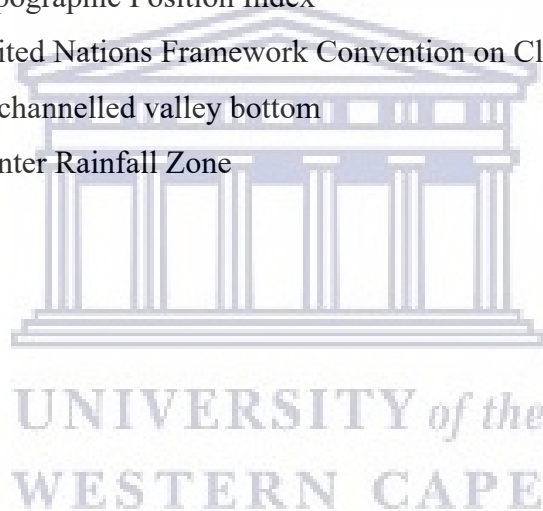 pographic Position Index
ited Nations Framework Convention on Cl
channelled valley bottom
nter Rainfall Zone
UNIVERSITY of the
WESTERN CAPE